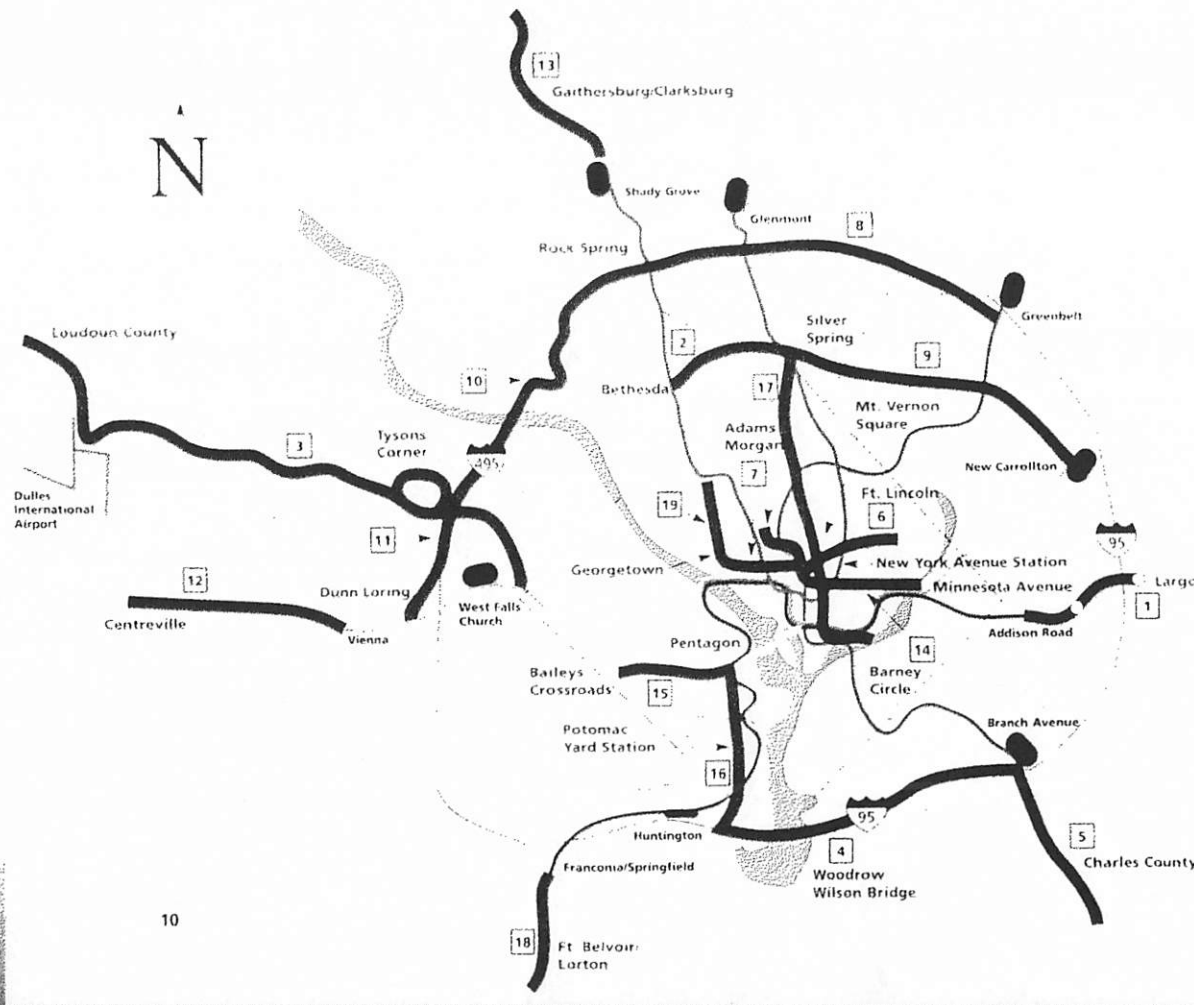 13
Gaithersburg/Clarksburg
N
Shady Grove
Glenmont
8
Rock Spring
Greenbelt
Loudoun County
Silver
Spring
2
9
10
Bethesda
17
Mt. Vernon
Square
Adams
Morgan
Tysons
Corner
3
495
New Carrollton
7
Dulles
International
Airport
Ft. Lincoln
19
6
95
11
New York Avenue Station
Georgetown
Minnesota Avenue
Largo
12
Dunn Loring
West Falls
Church
1
Centreville
Addison Road
Vienna
Pentagon
14
Baileys
Crossroads
Barney
Circle
15
Branch Avenue
Potomac
Yard Station
16
95
Huntington
5
4
Franconia/Springfield
Charles County
Woodrow
Wilson Bridge
10
18
Ft Belvoir/
Lorton